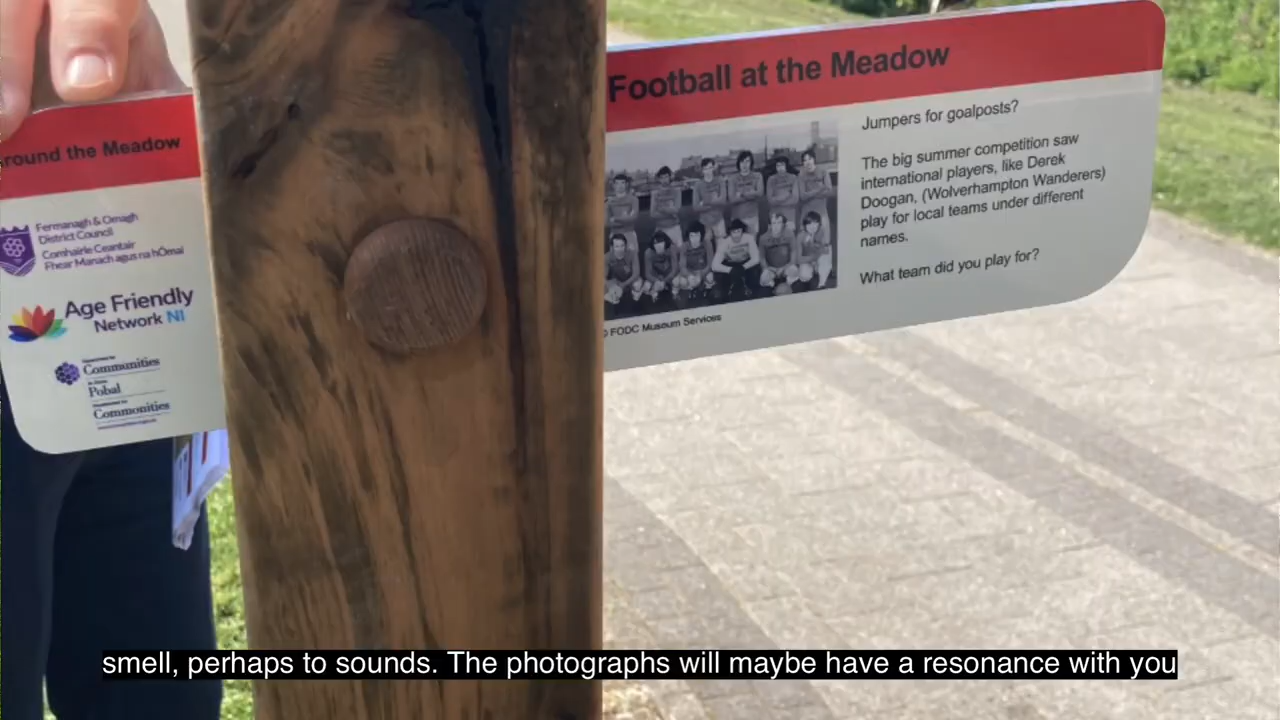 round the Meadow
Fermanagh & Omagh
District Council
Comhairle Ceantair
Fhear Manach agus na hÓmaí
Age Friendly
Network NI
Communities
Pobal
Commonities
Football at the Meadow
Jumpers for goalposts?
The big summer competition saw
international players, like Derek
Doogan, (Wolverhampton Wanderers)
play for local teams under different
names.
What team did you play for?
© FODC Museum Services
smell, perhaps to sounds. The photographs will maybe have a resonance with you